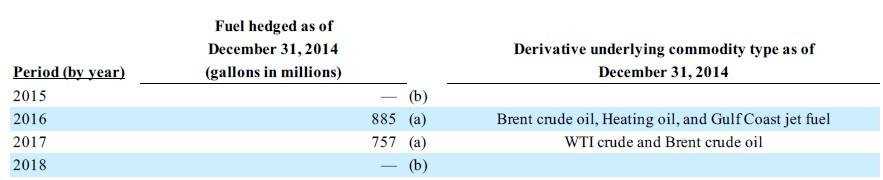 Fuel hedged as of
December 31, 2014
(gallons in millions)
Derivative underlying commodity type as of
December 31, 2014
Period (by year)
2015 — (b)
2016 885 (a) Brent crude oil, Heating oil, and Gulf Coast jet fuel
2017 757 (a) WTI crude and Brent crude oil
2018 — (b)